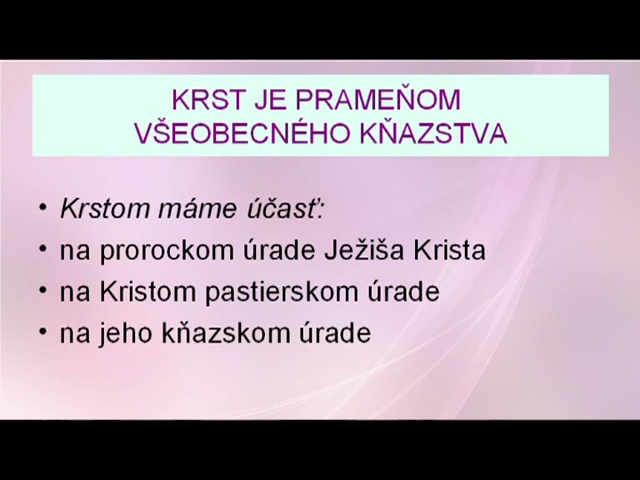 KRST JE PRAMEŇOM
VŠEOBECNÉHO KŇAZSTVA
• Krstom máme účasť:
• na prorockom úrade Ježiša Krista
• na Kristom pastierskom úrade
• na jeho kňazskom úrade